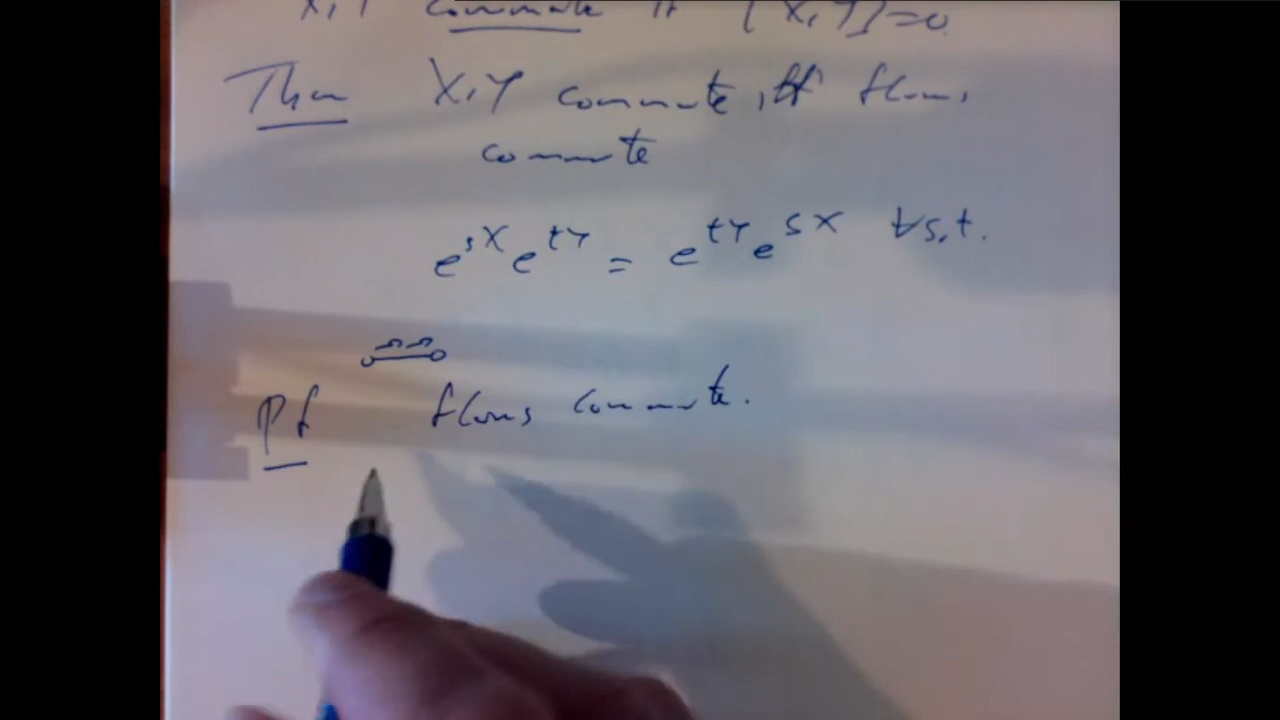 X, Y commute if [X,Y]=0
Thm X, Y commute iff flows
commute
e^{sX} e^{tY} = e^{tY} e^{sX} ∀s,t.
Pf flows commute.